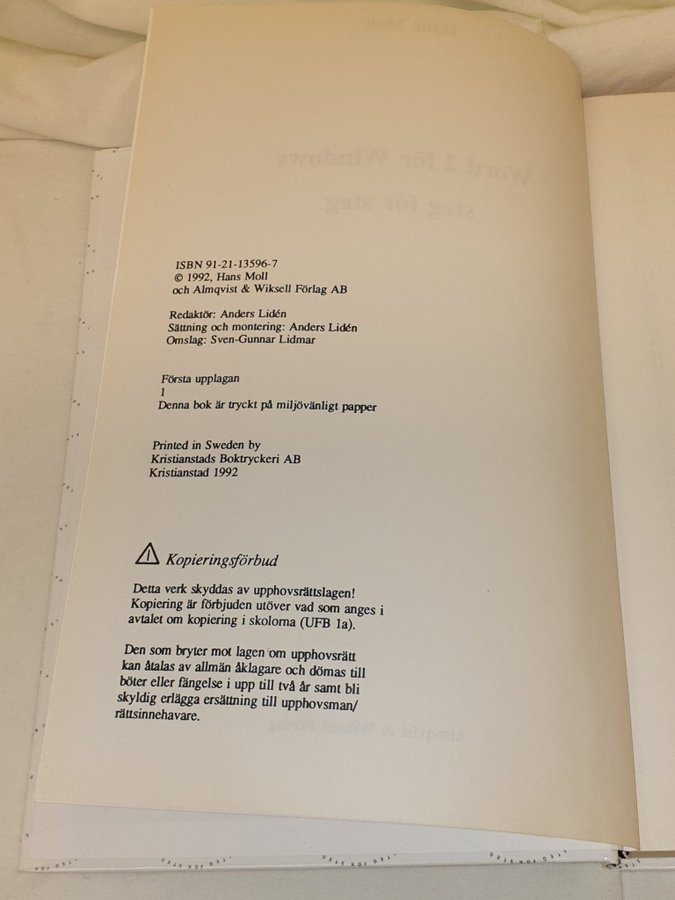 ISBN 91-21-13596-7
© 1992, Hans Moll
och Almqvist & Wiksell Förlag AB
Redaktör: Anders Lidén
Sättning och montering: Anders Lidén
Omslag: Sven-Gunnar Lidmar
Första upplagan
1
Denna bok är tryckt på miljövänligt papper
Printed in Sweden by
Kristianstads Boktryckeri AB
Kristianstad 1992
Kopieringsförbud
Detta verk skyddas av upphovsrättslagen!
Kopiering är förbjuden utöver vad som anges i
avtalet om kopiering i skolorna (UFB 1a).
Den som bryter mot lagen om upphovsrätt
kan åtalas av allmän åklagare och dömas till
böter eller fängelse i upp till två år samt bli
skyldig erlägga ersättning till upphovsman/
rättsinnehavare.